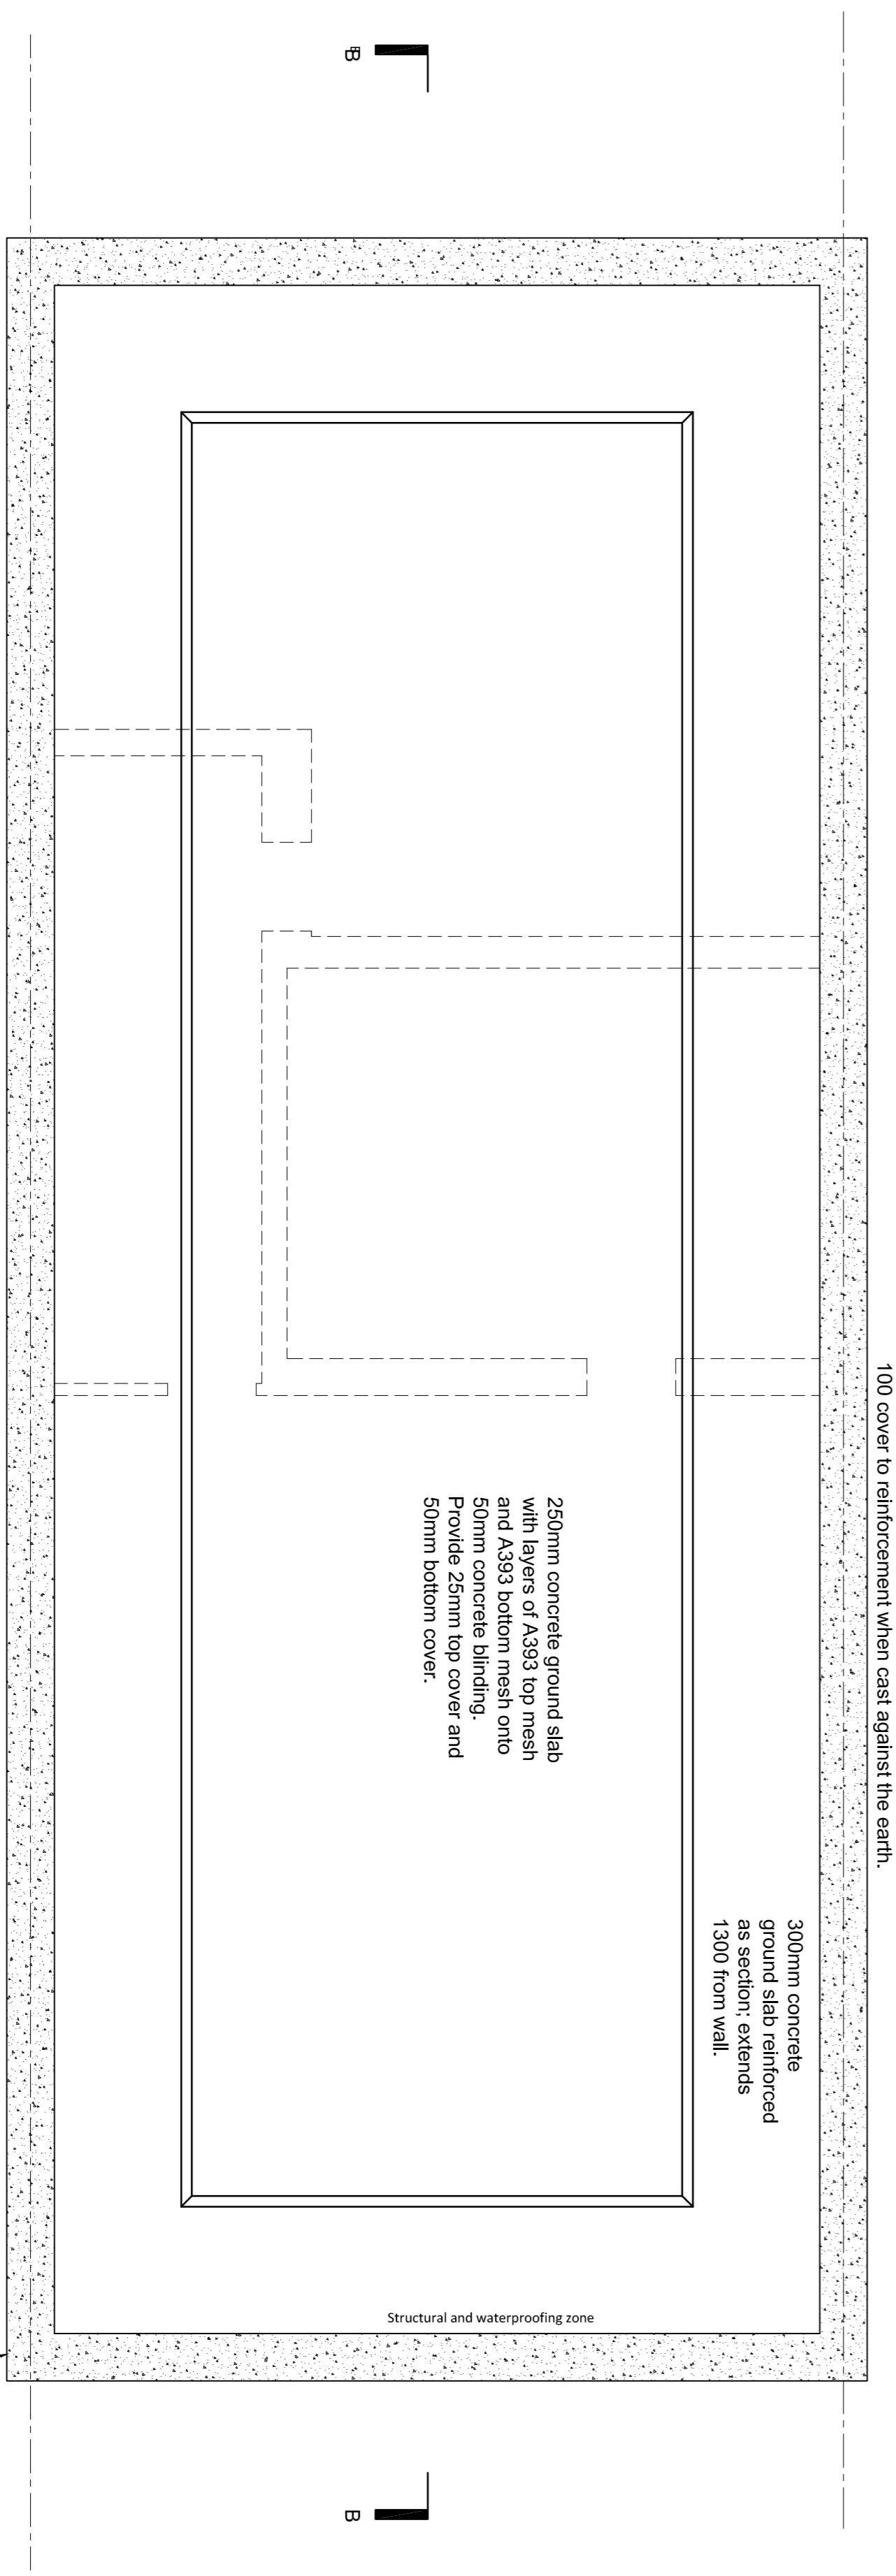 100 cover to reinforcement when cast against the earth.
300mm concrete
ground slab reinforced
as section; extends
1300 from wall.
250mm concrete ground slab
with layers of A393 top mesh
and A393 bottom mesh onto
50mm concrete blinding.
Provide 25mm top cover and
50mm bottom cover.
Structural and waterproofing zone
B
B